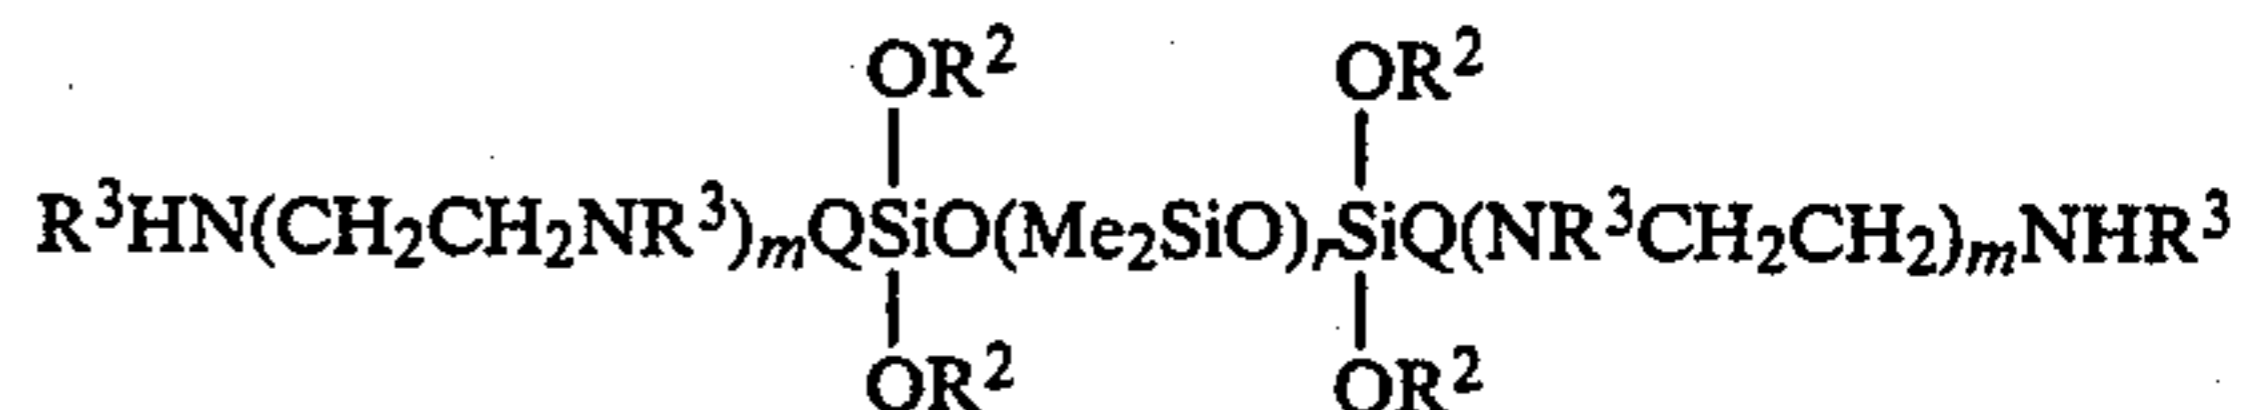 OR² OR²
R³HN(CH₂CH₂NR³)ₘQSiO(Me₂SiO)ᵣSiQ(NR³CH₂CH₂)ₘNHR³
OR² OR²